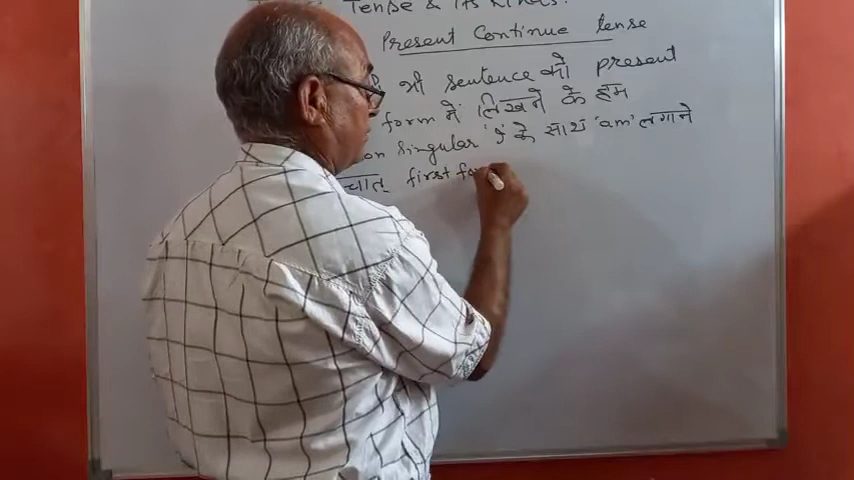 Tense & Its Kinds:
Present Continue tense
भी sentence को present
form में लिखने के हम
Singular 'I' के साथ 'am' लगाने
first fo